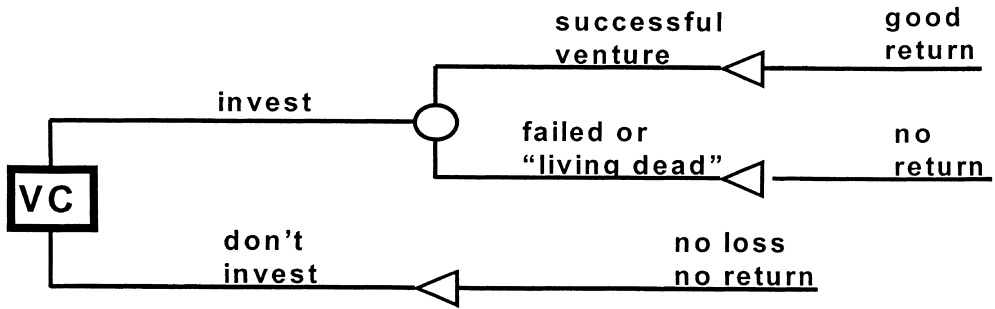 successful
venture
good
return
invest
failed or
“living dead”
no
return
VC
don’t
invest
no loss
no return